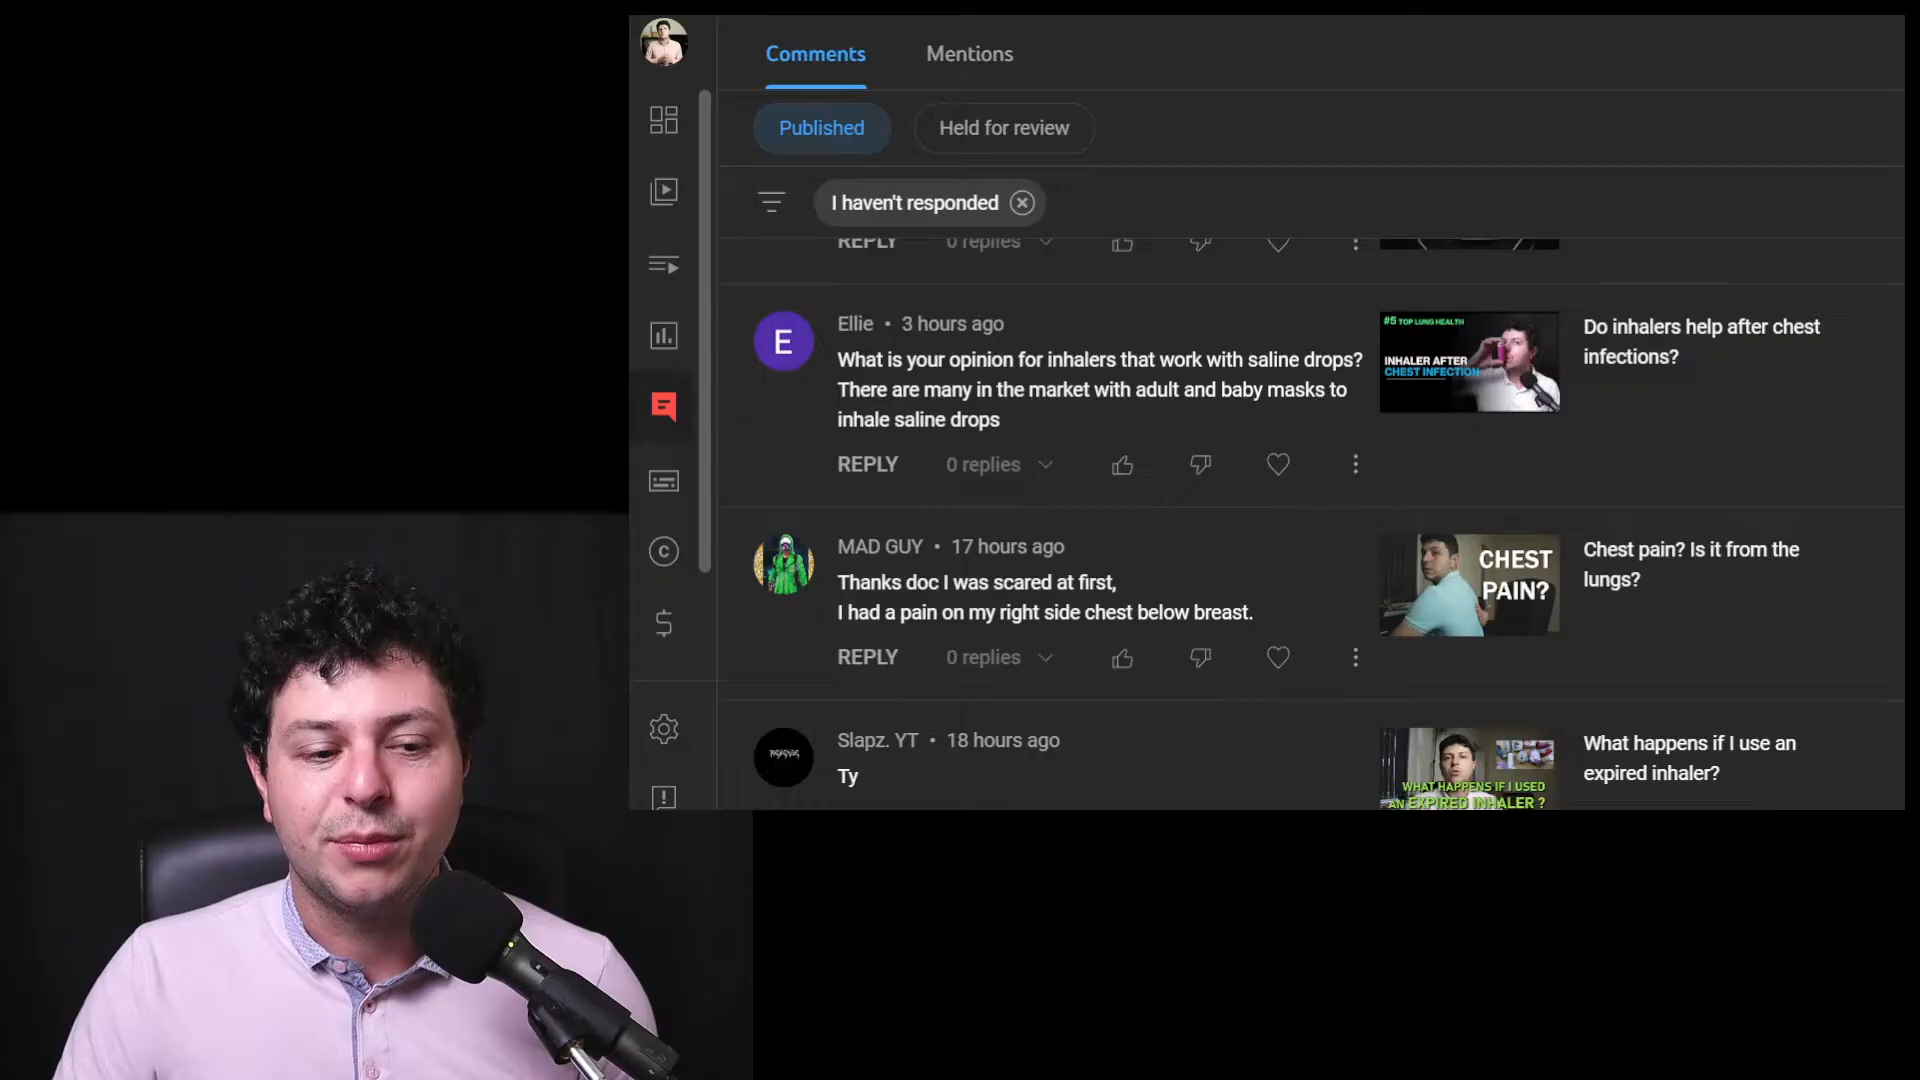 Comments
Mentions
Published
Held for review
I haven't responded
REPLY
0 replies
Ellie • 3 hours ago
What is your opinion for inhalers that work with saline drops?
There are many in the market with adult and baby masks to
inhale saline drops
REPLY
0 replies
E
#5 TOP LUNG HEALTH
INHALER AFTER
CHEST INFECTION
Do inhalers help after chest
infections?
MAD GUY • 17 hours ago
Thanks doc I was scared at first,
I had a pain on my right side chest below breast.
REPLY
0 replies
CHEST
PAIN?
Chest pain? Is it from the
lungs?
Slapz. YT • 18 hours ago
Ty
WHAT HAPPENS IF I USED
AN EXPIRED INHALER ?
What happens if I use an
expired inhaler?